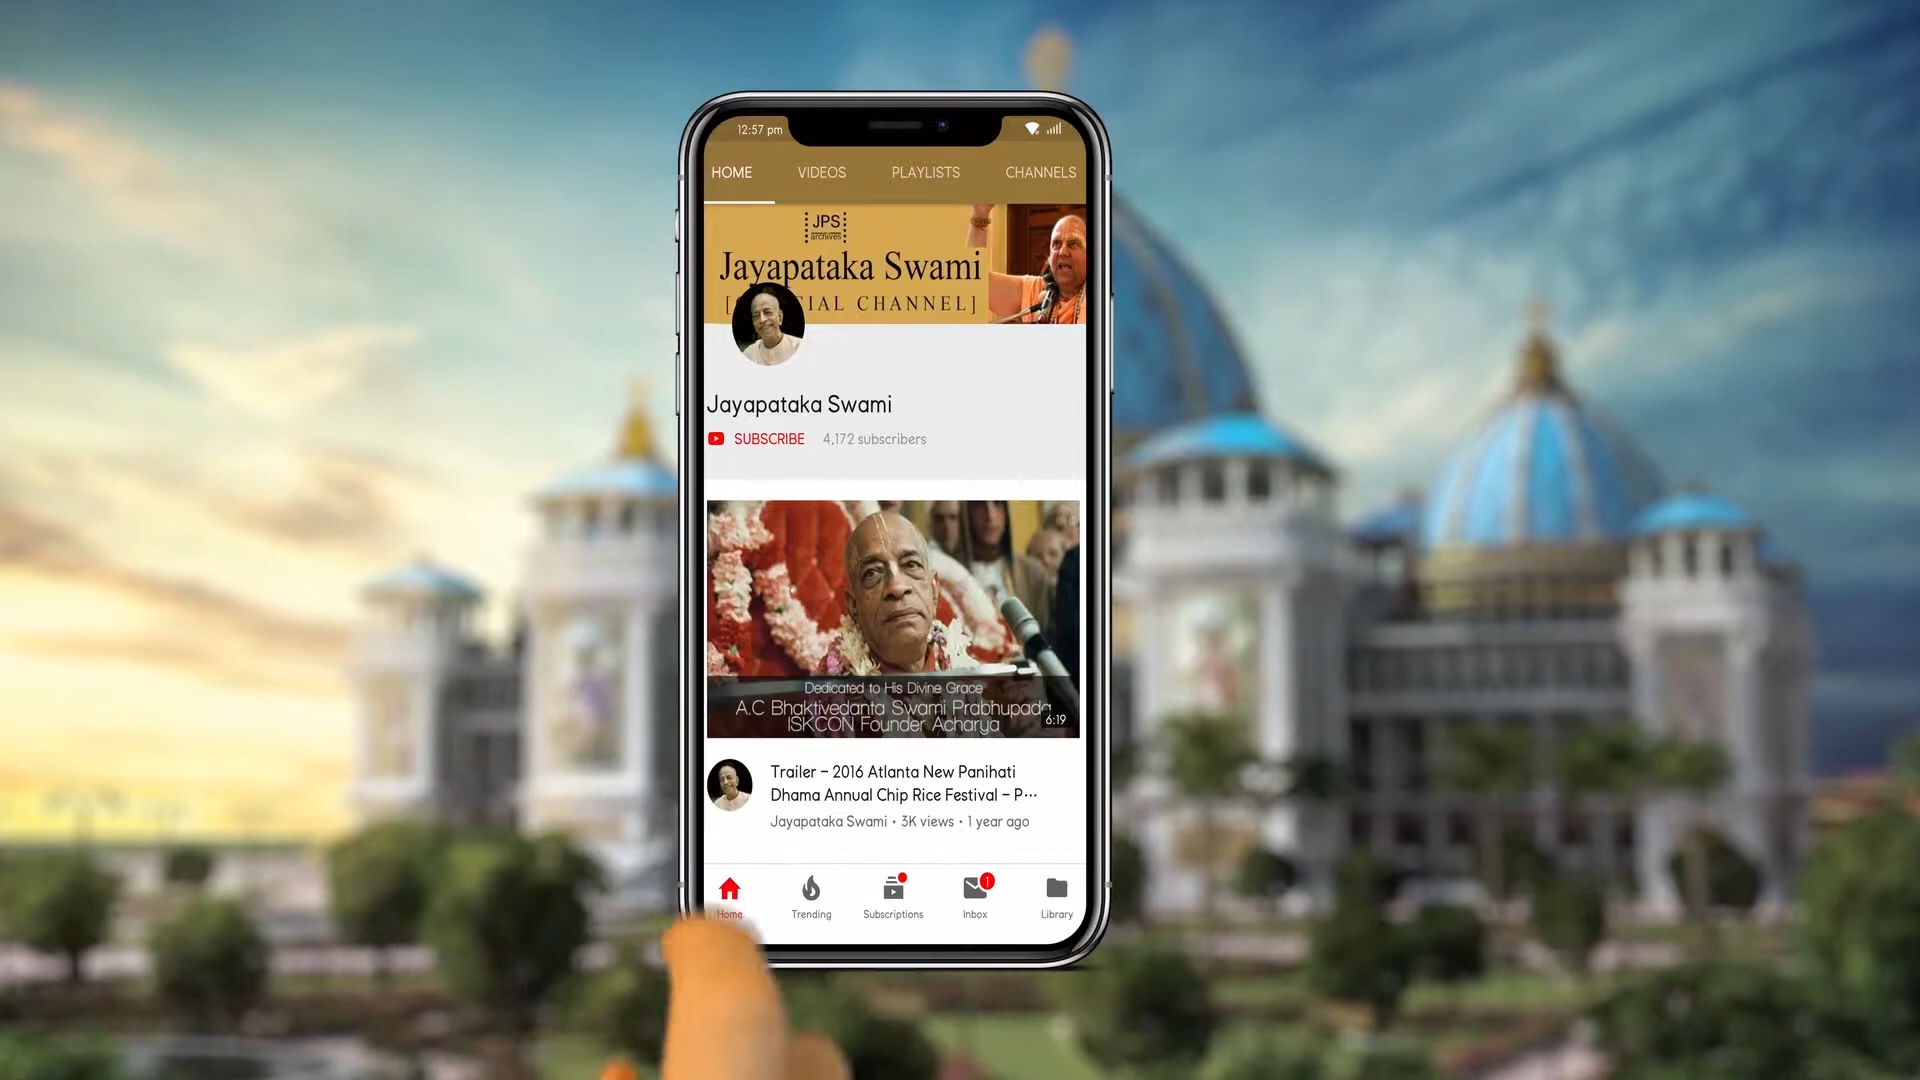 12:57 pm
HOME VIDEOS PLAYLISTS CHANNELS
JPS
archives
Jayapataka Swami
[O IAL CHANNEL]
Jayapataka Swami
SUBSCRIBE 4,172 subscribers
Dedicated to His Divine Grace
A.C Bhaktivedanta Swami Prabhupada
ISKCON Founder Acharya
6:19
Trailer – 2016 Atlanta New Panihati
Dhama Annual Chip Rice Festival – P...
Jayapataka Swami • 3K views • 1 year ago
1
Home Trending Subscriptions Inbox Library